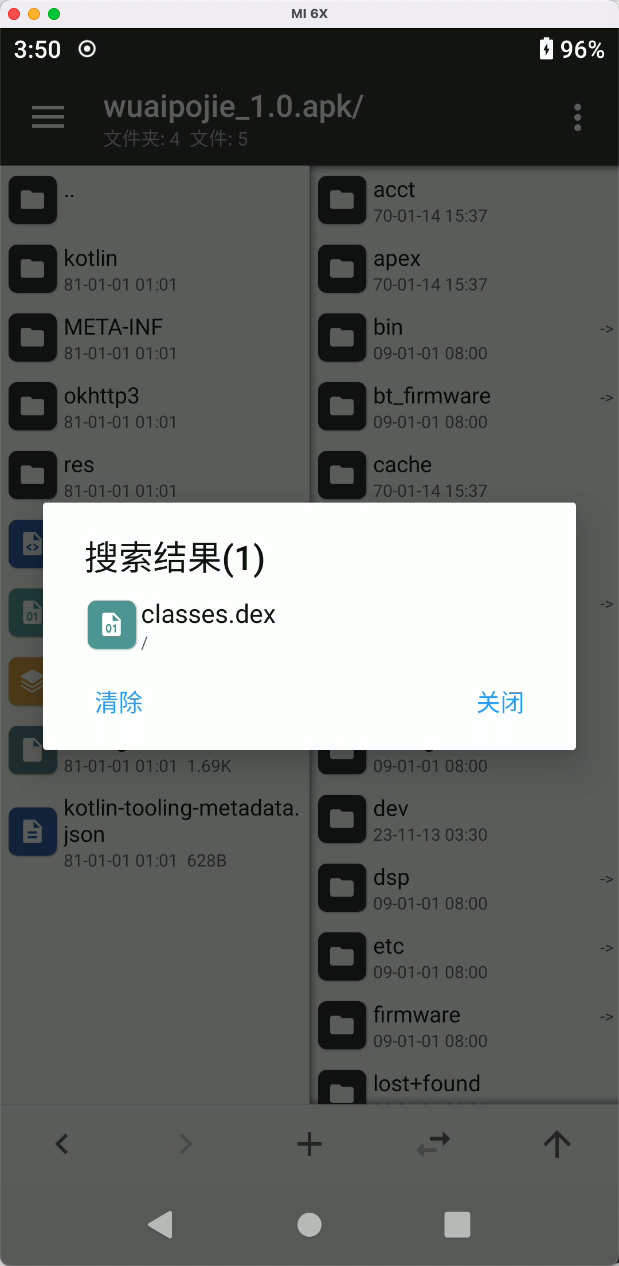 MI 6X
3:50
96%
wuaipojie_1.0.apk/
文件夹: 4 文件: 5
..
kotlin
81-01-01 01:01
META-INF
81-01-01 01:01
okhttp3
81-01-01 01:01
res
81-01-01 01:01
81-01-01 01:01 1.69K
kotlin-tooling-metadata.
json
81-01-01 01:01 628B
acct
70-01-14 15:37
apex
70-01-14 15:37
bin
->
09-01-01 08:00
bt_firmware
->
09-01-01 08:00
cache
70-01-14 15:37
->
09-01-01 08:00
dev
23-11-13 03:30
dsp
->
09-01-01 08:00
etc
->
09-01-01 08:00
firmware
->
09-01-01 08:00
lost+found
搜索结果(1)
classes.dex
/
清除
关闭